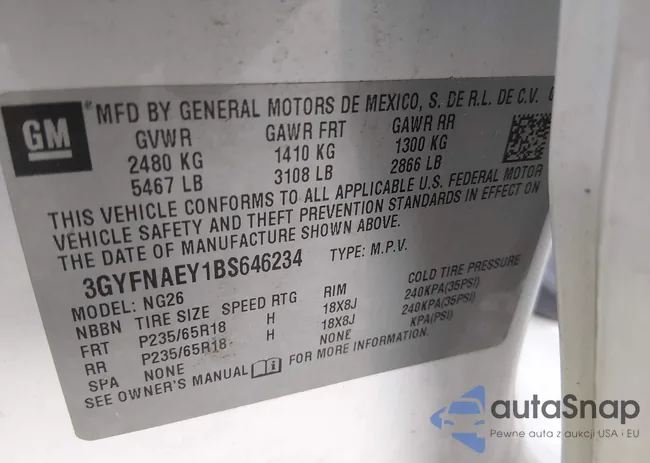 GM
® MFD BY GENERAL MOTORS DE MEXICO, S. DE R.L. DE C.V.
GVWR GAWR FRT GAWR RR
2480 KG 1410 KG 1300 KG
5467 LB 3108 LB 2866 LB
THIS VEHICLE CONFORMS TO ALL APPLICABLE U.S. FEDERAL MOTOR
VEHICLE SAFETY AND THEFT PREVENTION STANDARDS IN EFFECT ON
THE DATE OF MANUFACTURE SHOWN ABOVE.
3GYFNAEY1BS646234 TYPE: M.P.V.
MODEL: NG26
NBBN TIRE SIZE SPEED RTG RIM COLD TIRE PRESSURE
FRT P235/65R18 H 18X8J 240KPA(35PSI)
RR P235/65R18 H 18X8J 240KPA(35PSI)
SPA NONE NONE KPA(PSI)
SEE OWNER'S MANUAL FOR MORE INFORMATION.
autoSnap
Pewne auta z aukcji USA i EU